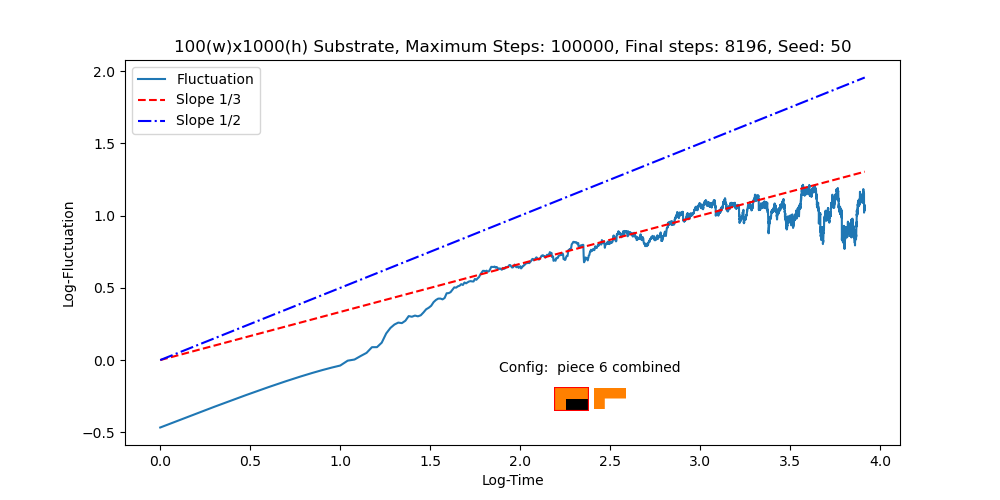 100(w)x1000(h) Substrate, Maximum Steps: 100000, Final steps: 8196, Seed: 50
Fluctuation
Slope 1/3
Slope 1/2
2.0
1.5
1.0
0.5
0.0
−0.5
Log-Fluctuation
Config:  piece 6 combined
0.0 0.5 1.0 1.5 2.0 2.5 3.0 3.5 4.0
Log-Time